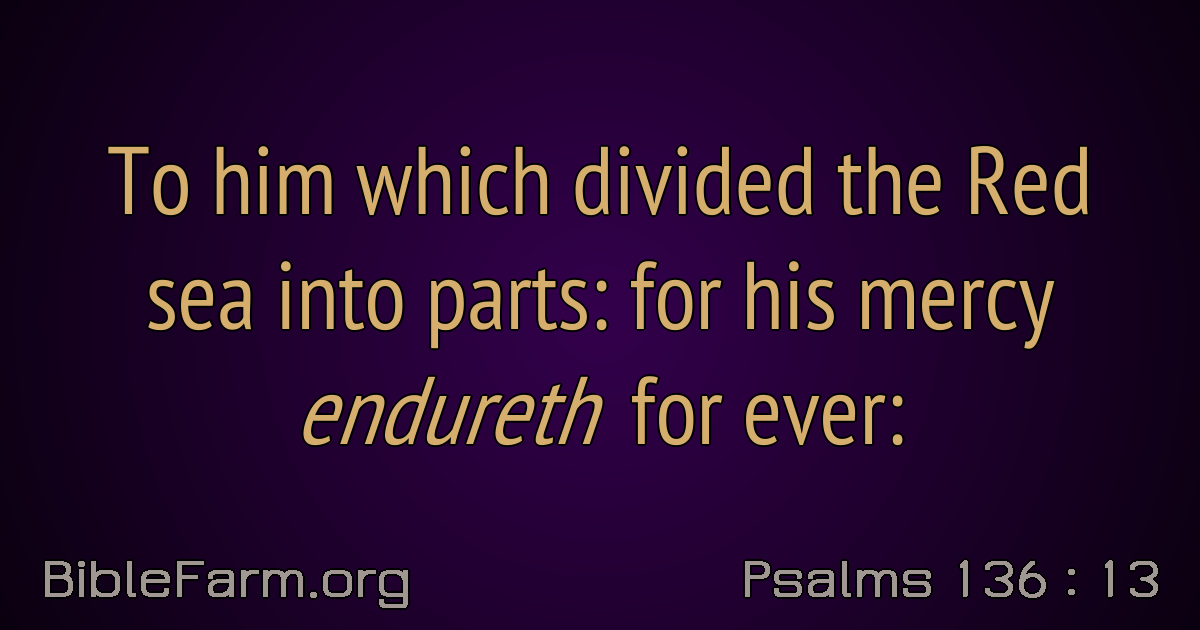 To him which divided the Red
sea into parts: for his mercy
endureth for ever:
BibleFarm.org
Psalms 136 : 13